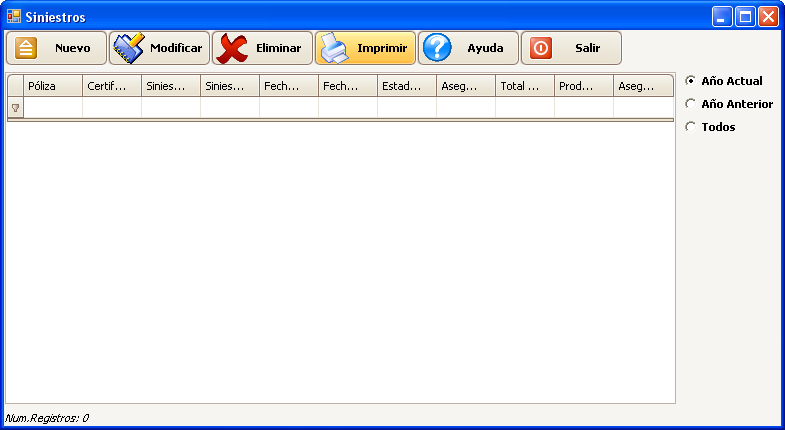 Siniestros
Nuevo Modificar Eliminar Imprimir Ayuda Salir
Póliza Certif... Sinies... Sinies... Fech... Fech... Estad... Aseg... Total ... Prod... Aseg...
Año Actual
Año Anterior
Todos
Num.Registros: 0